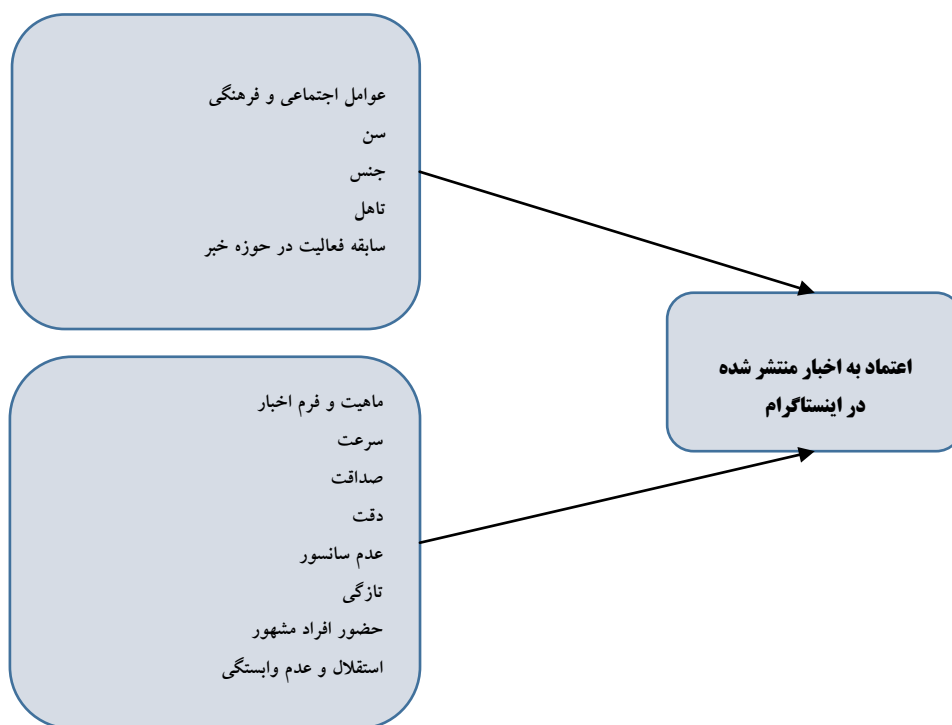 عوامل اجتماعی و فرهنگی
سن
جنس
تاهل
سابقه فعالیت در حوزه خبر
ماهیت و فرم اخبار
سرعت
صداقت
دقت
عدم سانسور
تازگی
حضور افراد مشهور
استقلال و عدم وابستگی
اعتماد به اخبار منتشر شده
در اینستاگرام